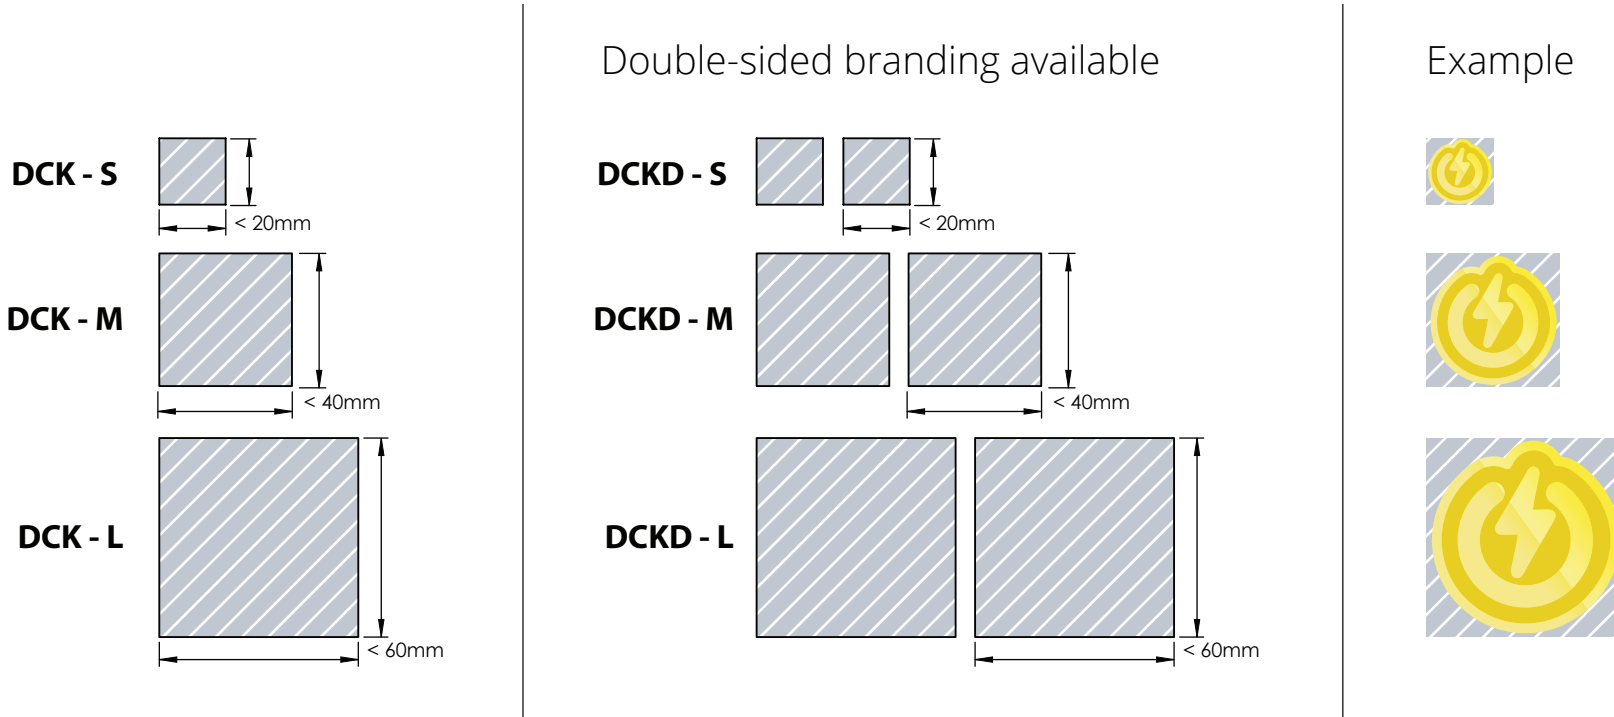 DCK - S
< 20mm
DCK - M
< 40mm
DCK - L
< 60mm
Double-sided branding available
DCKD - S
< 20mm
DCKD - M
< 40mm
DCKD - L
< 60mm
Example